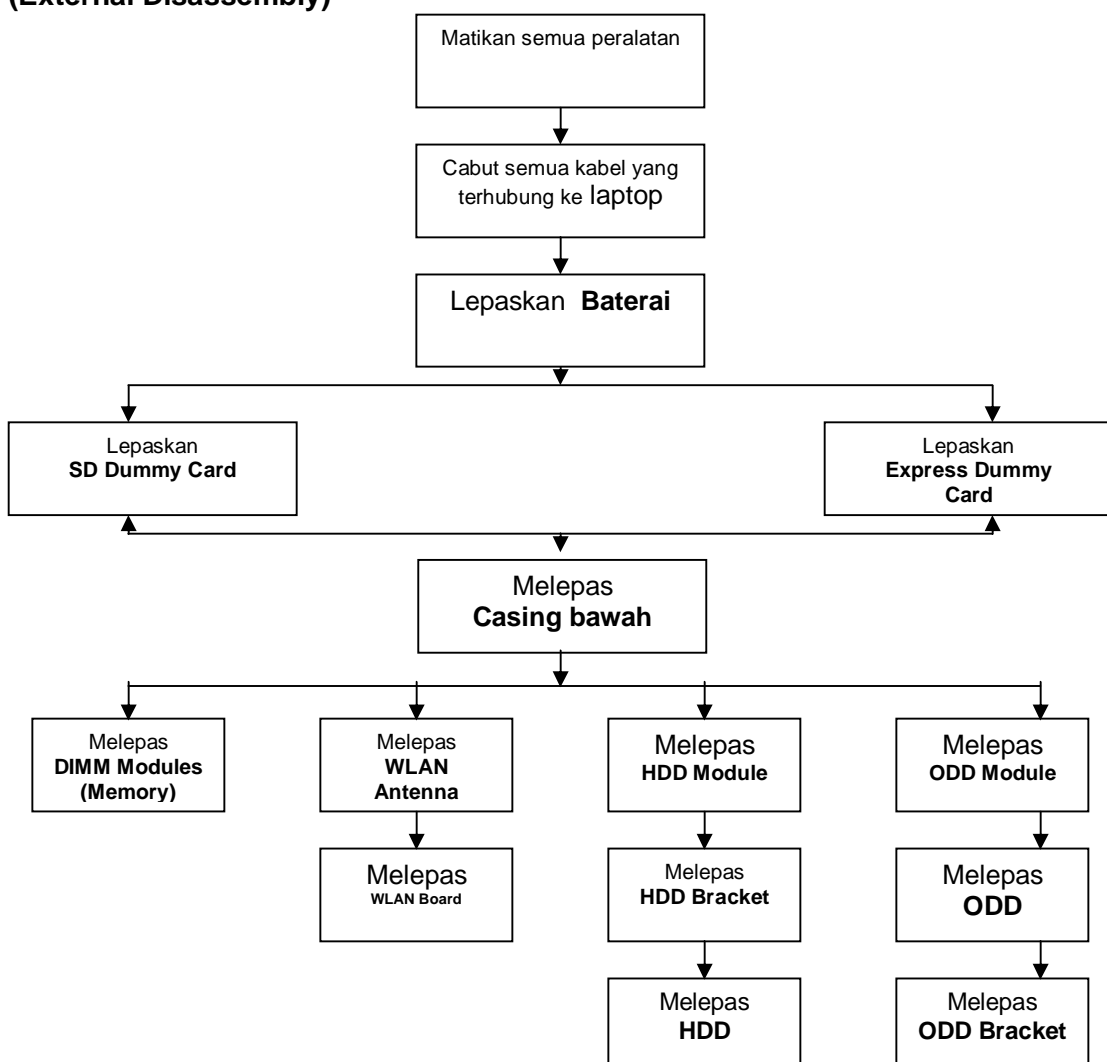 (External Disassembly)
Matikan semua peralatan
Cabut semua kabel yang
terhubung ke laptop
Lepaskan Baterai
Lepaskan
SD Dummy Card
Lepaskan
Express Dummy
Card
Melepas
Casing bawah
Melepas
DIMM Modules
(Memory)
Melepas
WLAN
Antenna
Melepas
HDD Module
Melepas
ODD Module
Melepas
WLAN Board
Melepas
HDD Bracket
Melepas
ODD
Melepas
HDD
Melepas
ODD Bracket